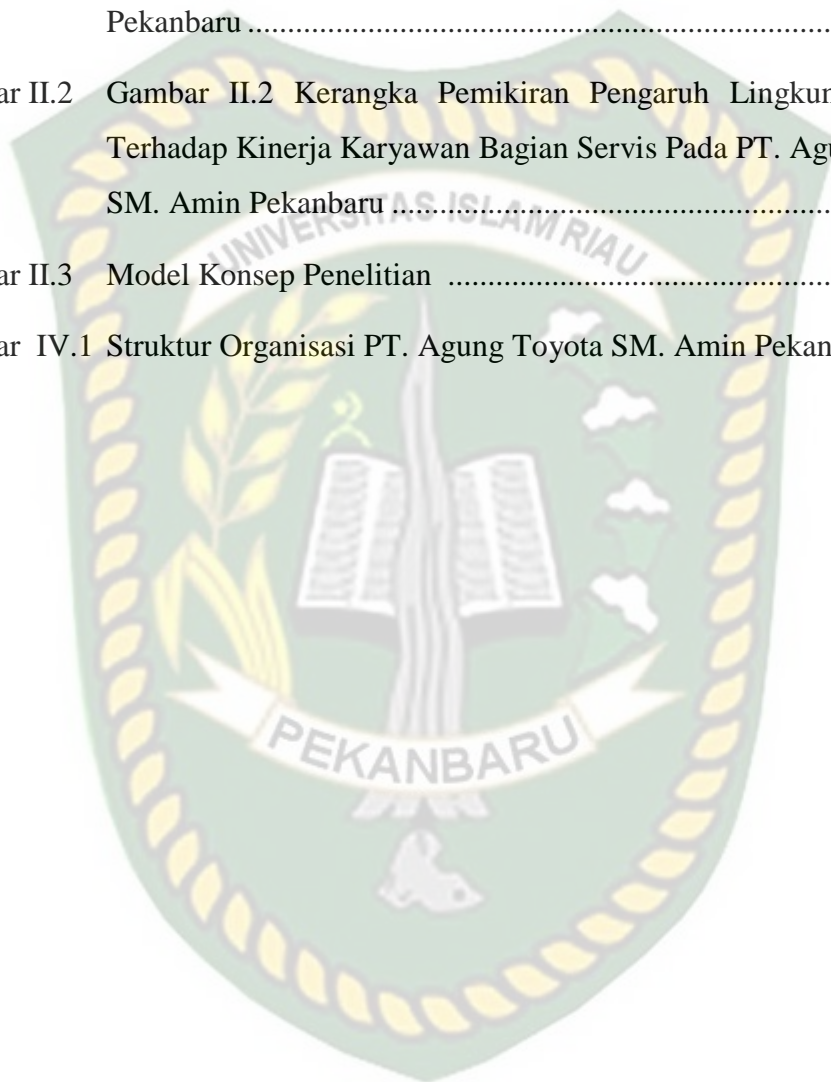 Pekanbaru ........................................................................
ar II.2 Gambar II.2 Kerangka Pemikiran Pengaruh Lingkun
Terhadap Kinerja Karyawan Bagian Servis Pada PT. Agu
SM. Amin Pekanbaru ......................................................
ar II.3 Model Konsep Penelitian ...............................................
ar IV.1 Struktur Organisasi PT. Agung Toyota SM. Amin Pekan
UNIVERSITAS ISLAM RIAU
PEKANBARU